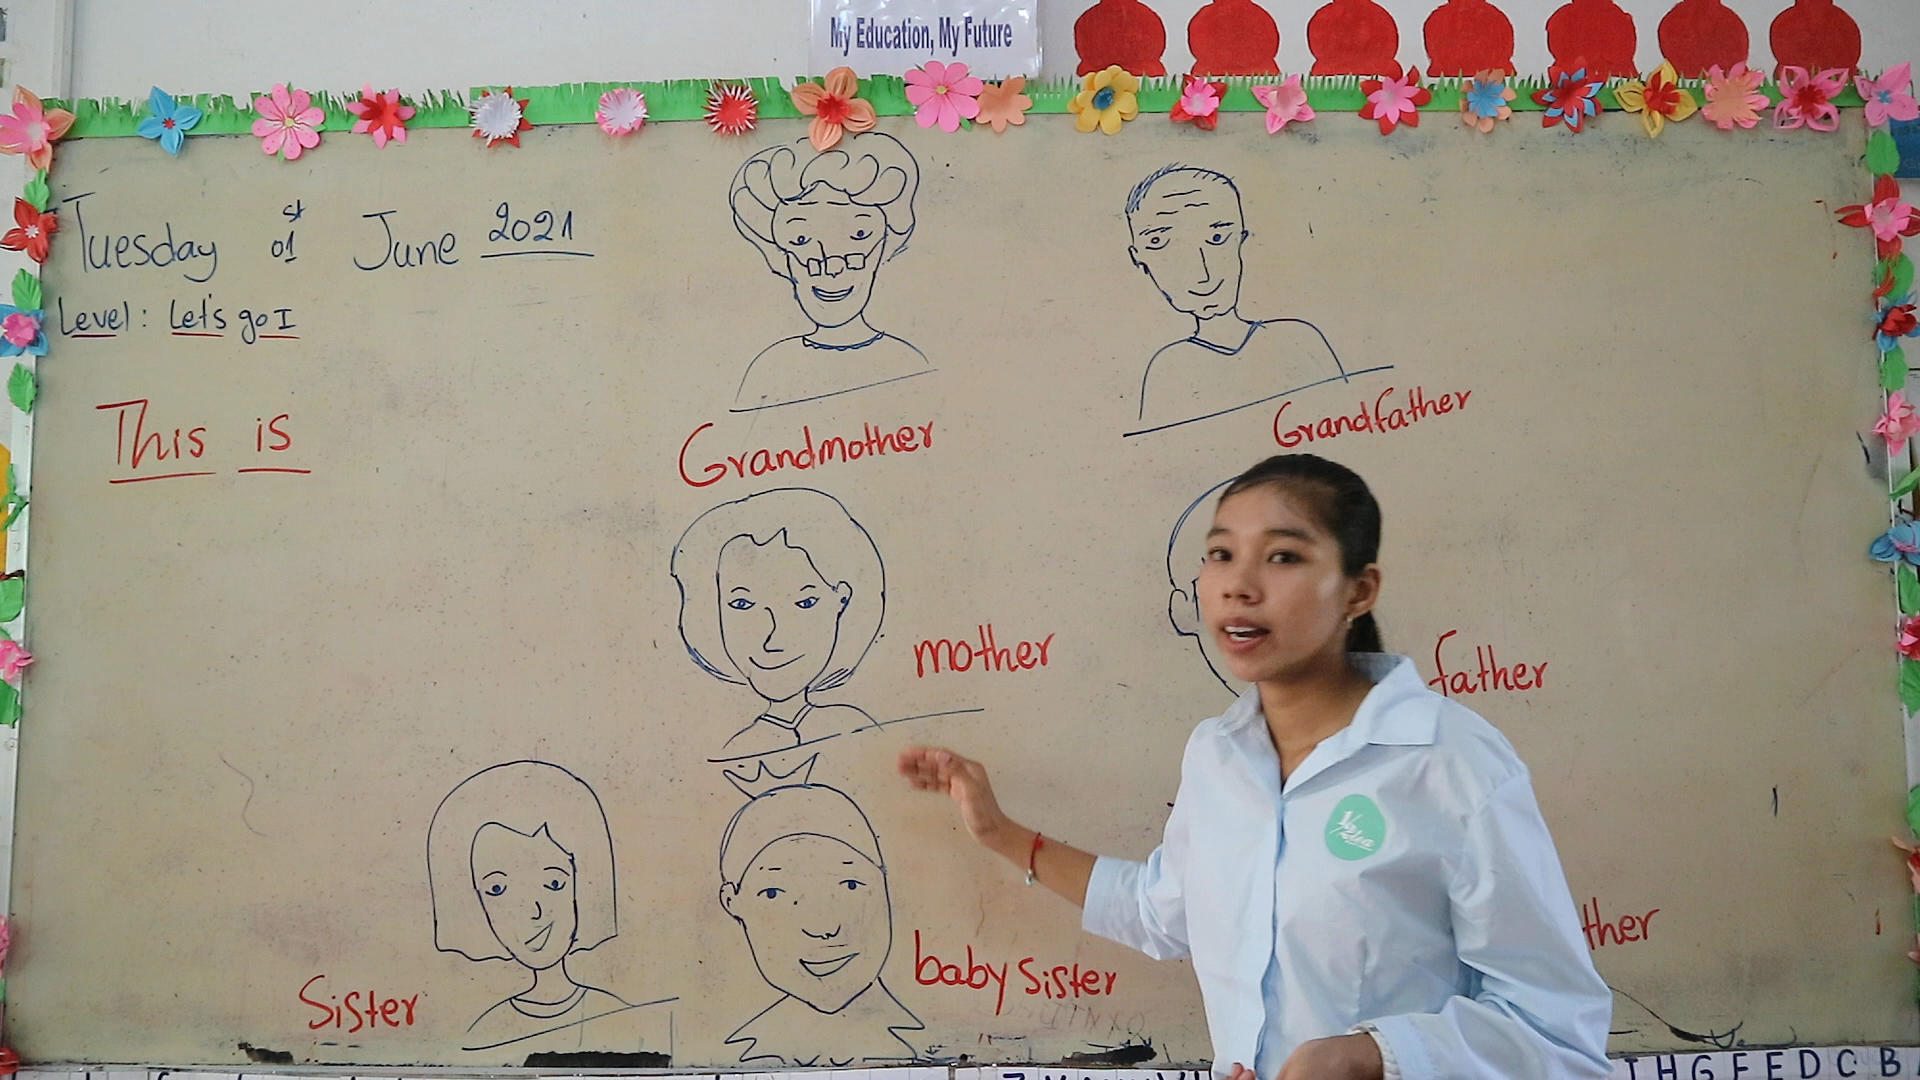 My Education, My Future
Tuesday 01st June 2021
Level: Let's go I
This is
Grandmother
Grandfather
mother
father
Sister
baby sister
ther
I H G F E D C B